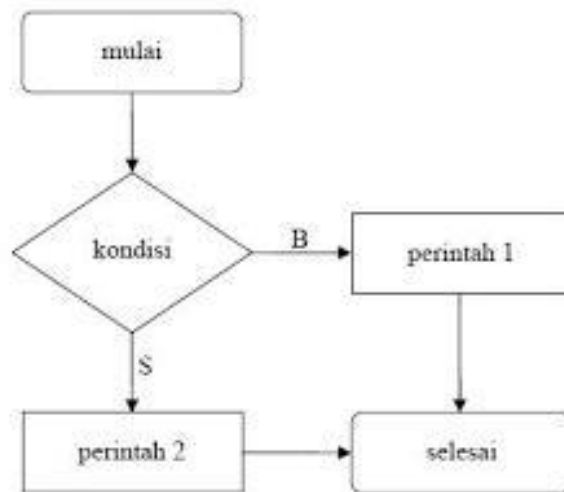 mulai
kondisi
B
perintah 1
S
perintah 2
selesai